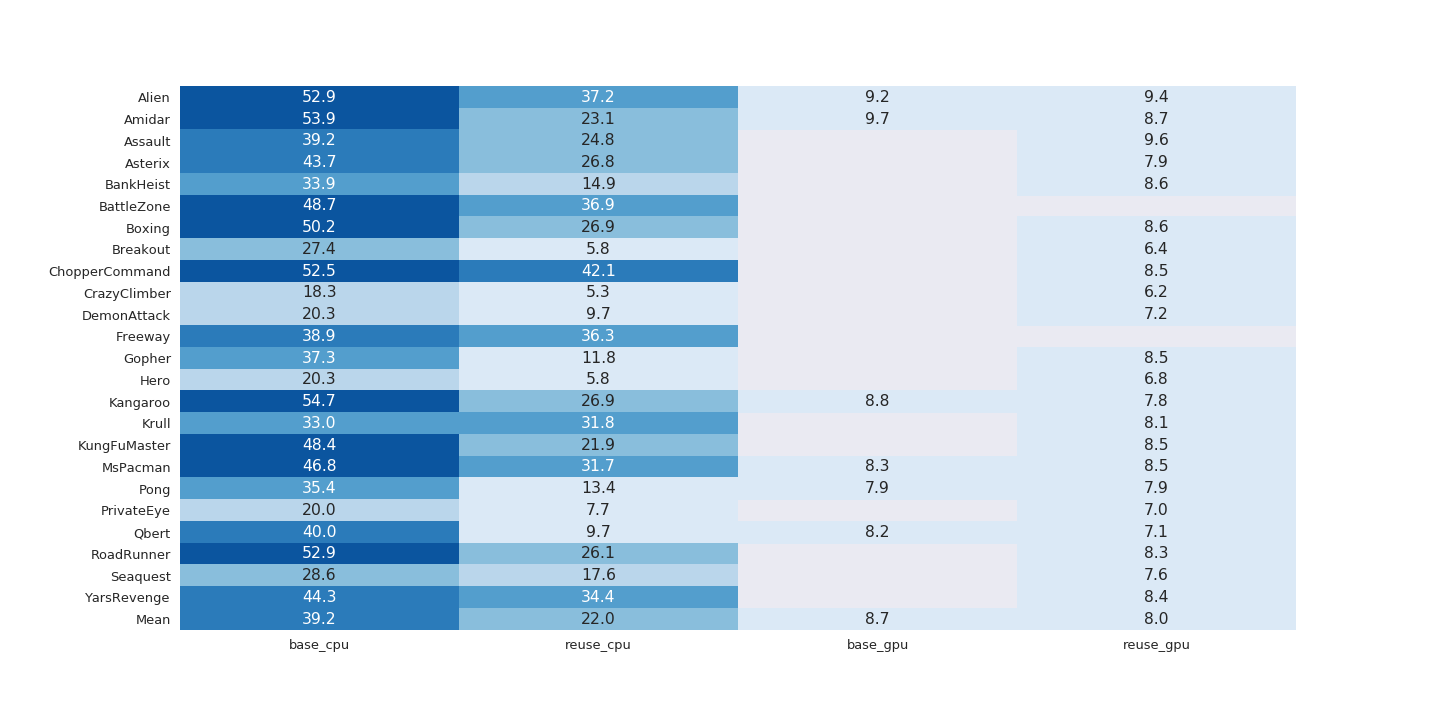 Alien 52.9 37.2 9.2 9.4
Amidar 53.9 23.1 9.7 8.7
Assault 39.2 24.8 9.6
Asterix 43.7 26.8 7.9
BankHeist 33.9 14.9 8.6
BattleZone 48.7 36.9
Boxing 50.2 26.9 8.6
Breakout 27.4 5.8 6.4
ChopperCommand 52.5 42.1 8.5
CrazyClimber 18.3 5.3 6.2
DemonAttack 20.3 9.7 7.2
Freeway 38.9 36.3
Gopher 37.3 11.8 8.5
Hero 20.3 5.8 6.8
Kangaroo 54.7 26.9 8.8 7.8
Krull 33.0 31.8 8.1
KungFuMaster 48.4 21.9 8.5
MsPacman 46.8 31.7 8.3 8.5
Pong 35.4 13.4 7.9 7.9
PrivateEye 20.0 7.7 7.0
Qbert 40.0 9.7 8.2 7.1
RoadRunner 52.9 26.1 8.3
Seaquest 28.6 17.6 7.6
YarsRevenge 44.3 34.4 8.4
Mean 39.2 22.0 8.7 8.0
base_cpu reuse_cpu base_gpu reuse_gpu